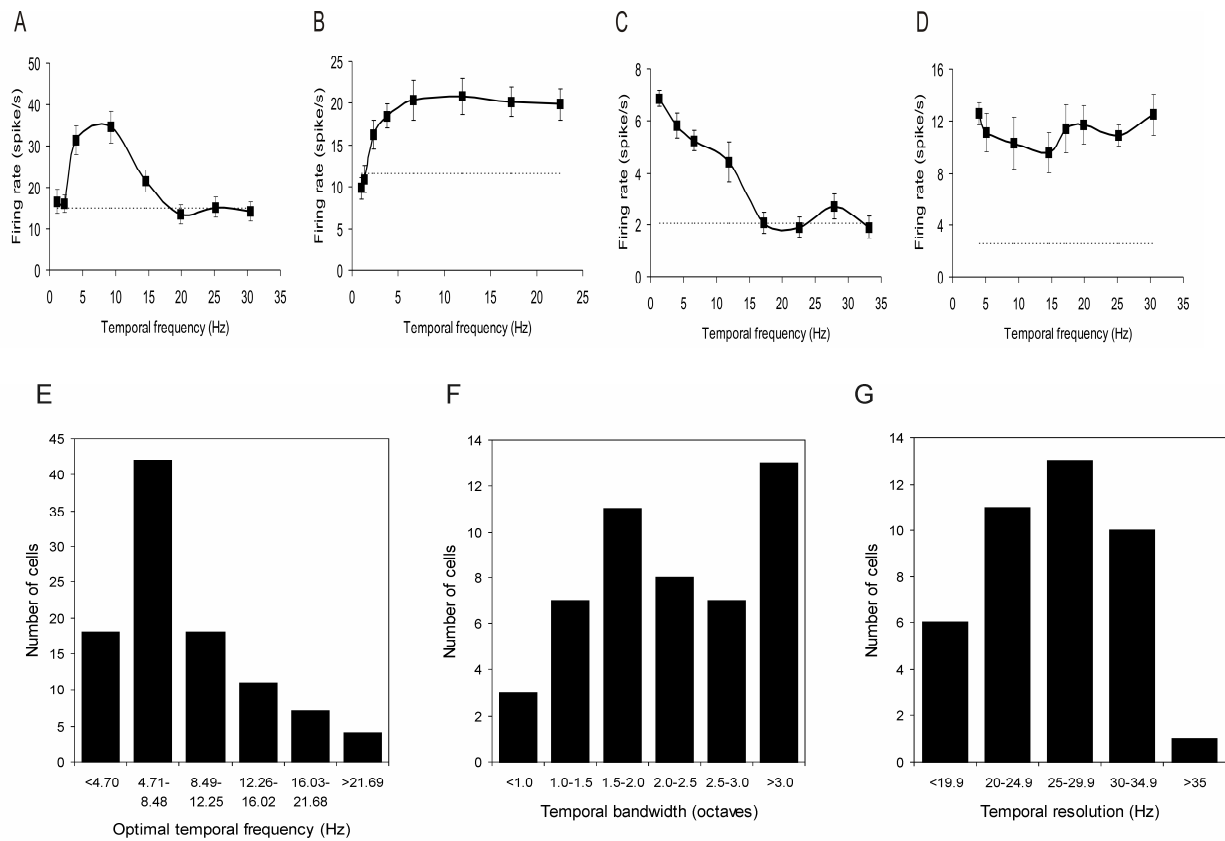 A
B
C
D
Firing rate (spike/s)
50
40
30
20
10
0
0 5 10 15 20 25 30 35
Temporal frequency (Hz)
Firing rate (spike/s)
25
20
15
10
5
0
0 5 10 15 20 25
Temporal frequency (Hz)
Firing rate (spike/s)
8
6
4
2
0
0 5 10 15 20 25 30 35
Temporal frequency (Hz)
Firing rate (spike/s)
16
12
8
4
0
0 5 10 15 20 25 30 35
Temporal frequency (Hz)
E
Number of cells
45
40
35
30
25
20
15
10
5
0
<4.70 4.71- 8.49- 12.26- 16.03- >21.69
8.48 12.25 16.02 21.68
Optimal temporal frequency (Hz)
F
Number of cells
14
12
10
8
6
4
2
0
<1.0 1.0-1.5 1.5-2.0 2.0-2.5 2.5-3.0 >3.0
Temporal bandwidth (octaves)
G
Number of cells
14
12
10
8
6
4
2
0
<19.9 20-24.9 25-29.9 30-34.9 >35
Temporal resolution (Hz)